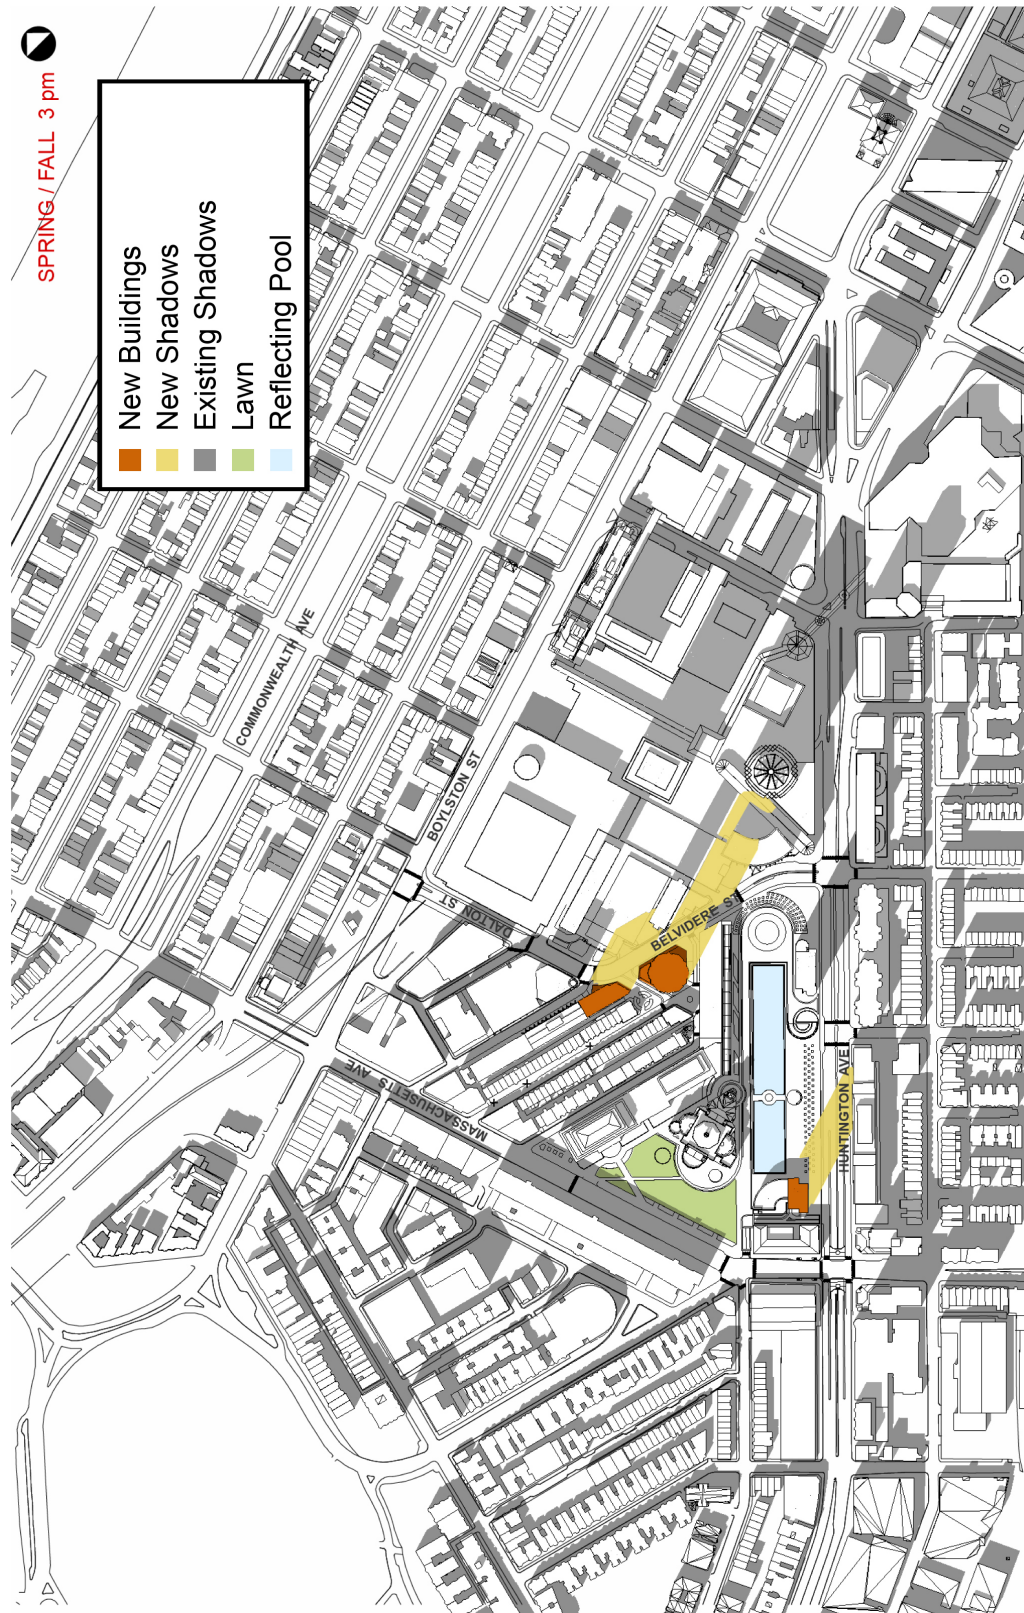 SPRING / FALL 3 pm
New Buildings
New Shadows
Existing Shadows
Lawn
Reflecting Pool
COMMONWEALTH AVE
BOYLSTON ST
DALTON ST
BELVIDERE ST
MASSACHUSETTS AVE
HUNTINGTON AVE